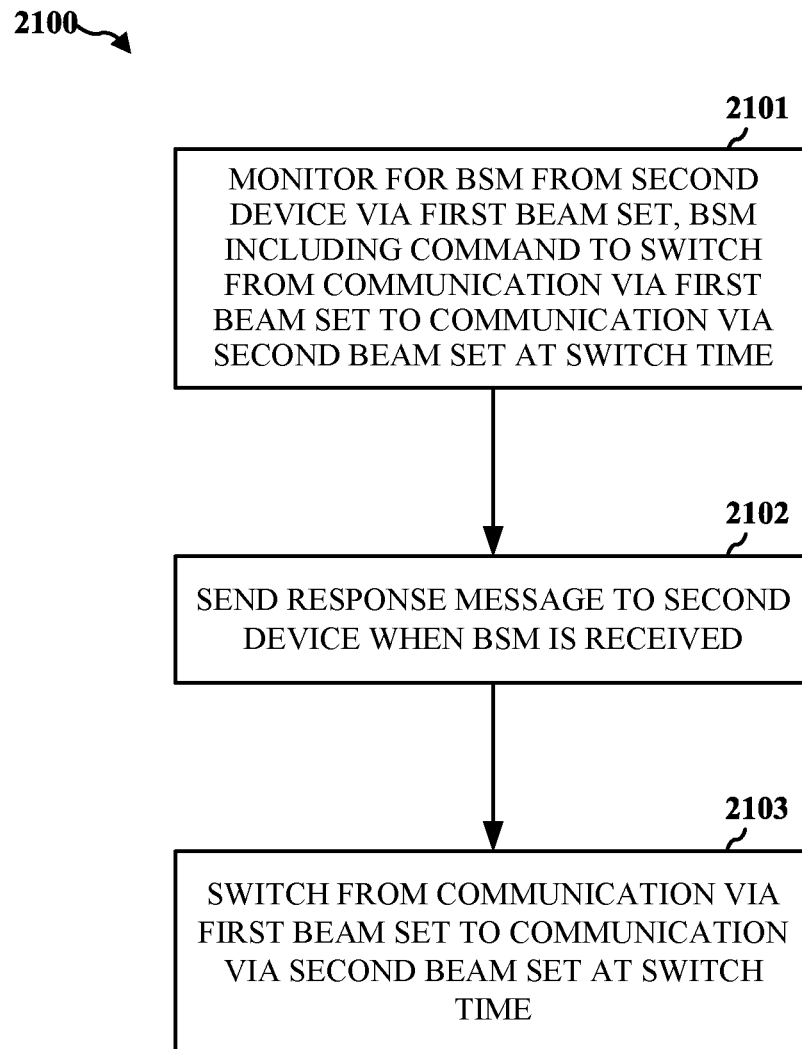 2100
2101
MONITOR FOR BSM FROM SECOND
DEVICE VIA FIRST BEAM SET, BSM
INCLUDING COMMAND TO SWITCH
FROM COMMUNICATION VIA FIRST
BEAM SET TO COMMUNICATION VIA
SECOND BEAM SET AT SWITCH TIME
2102
SEND RESPONSE MESSAGE TO SECOND
DEVICE WHEN BSM IS RECEIVED
2103
SWITCH FROM COMMUNICATION VIA
FIRST BEAM SET TO COMMUNICATION
VIA SECOND BEAM SET AT SWITCH
TIME